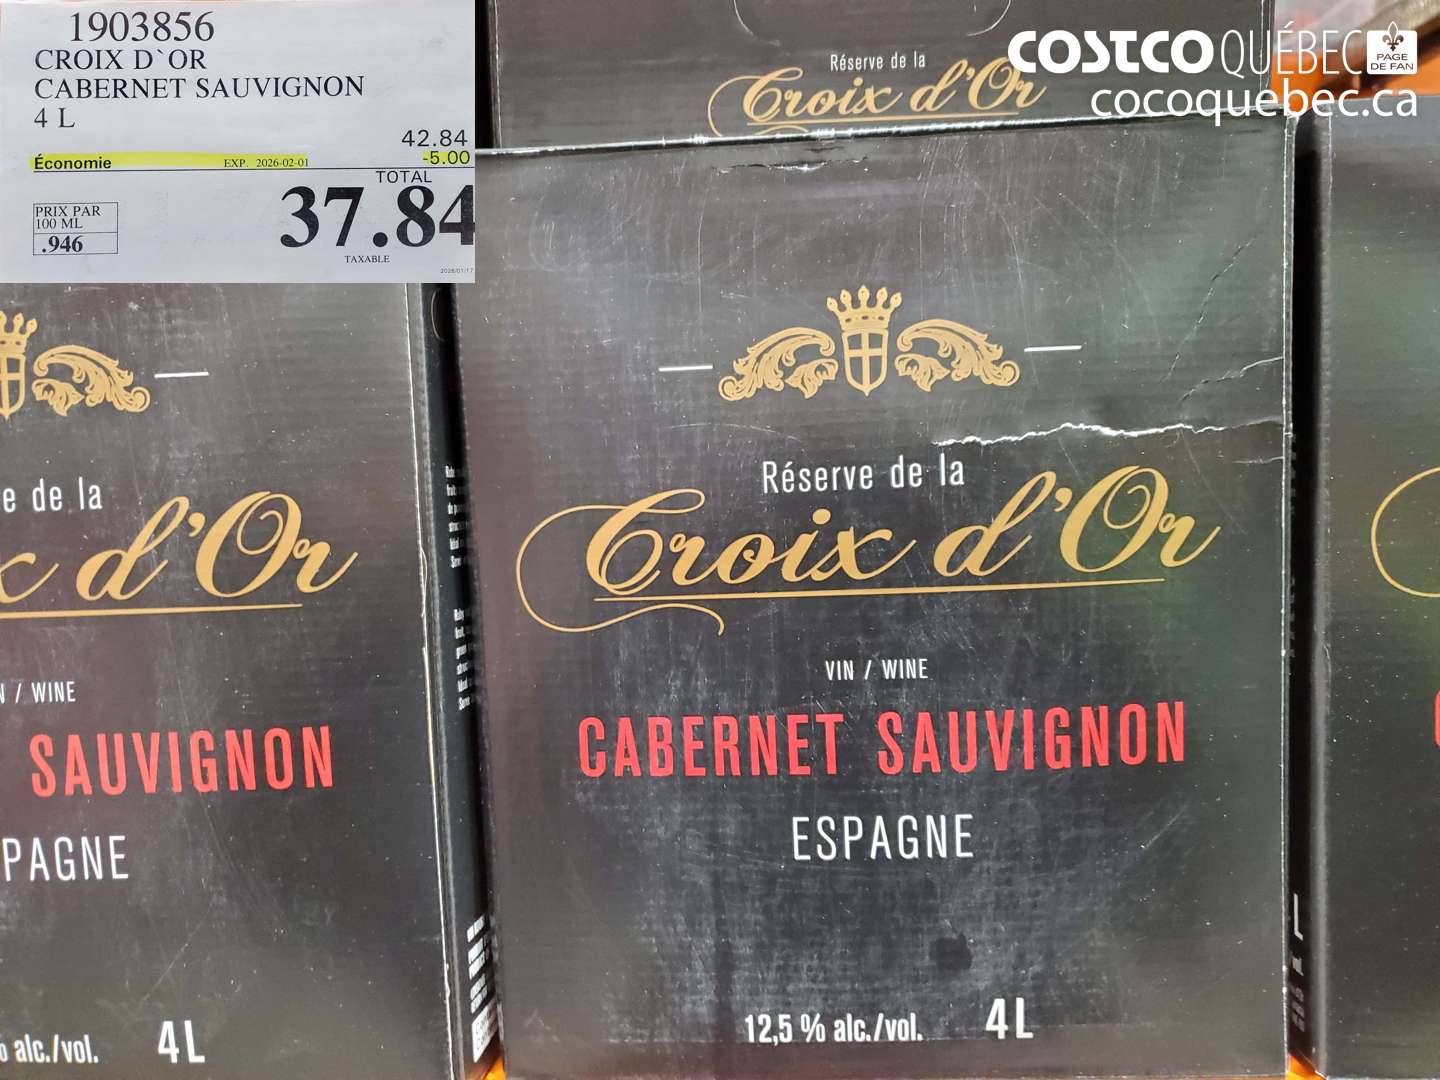 1903856
CROIX D`OR
CABERNET SAUVIGNON
4 L
42.84
Économie EXP. 2026-02-01 -5.00
TOTAL
37.84
PRIX PAR
100 ML
.946
TAXABLE
2026/01/17
COSTCO QUÉBEC
PAGE
DE FAN
cocoquebec.ca
Réserve de la
Croix d'Or
Réserve de la
Croix d'Or
VIN / WINE
CABERNET SAUVIGNON
ESPAGNE
12,5 % alc./vol. 4L
de la
d'Or
/ WINE
SAUVIGNON
PAGNE
% alc./vol. 4L